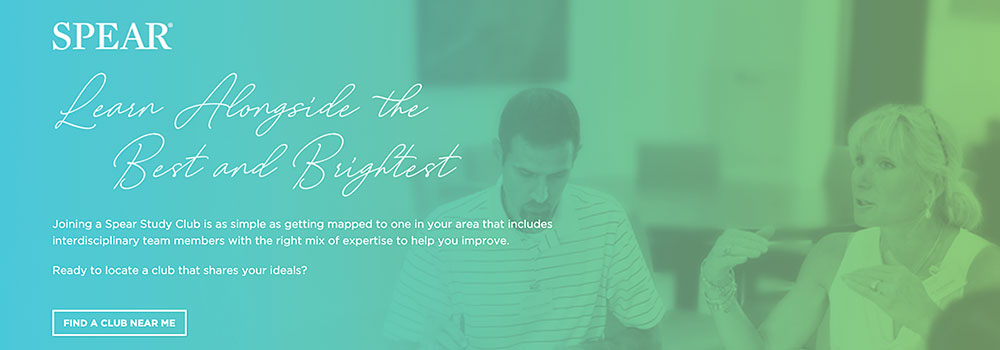 SPEAR®
Learn Alongside the
Best and Brightest
Joining a Spear Study Club is as simple as getting mapped to one in your area that includes
interdisciplinary team members with the right mix of expertise to help you improve.
Ready to locate a club that shares your ideals?
FIND A CLUB NEAR ME